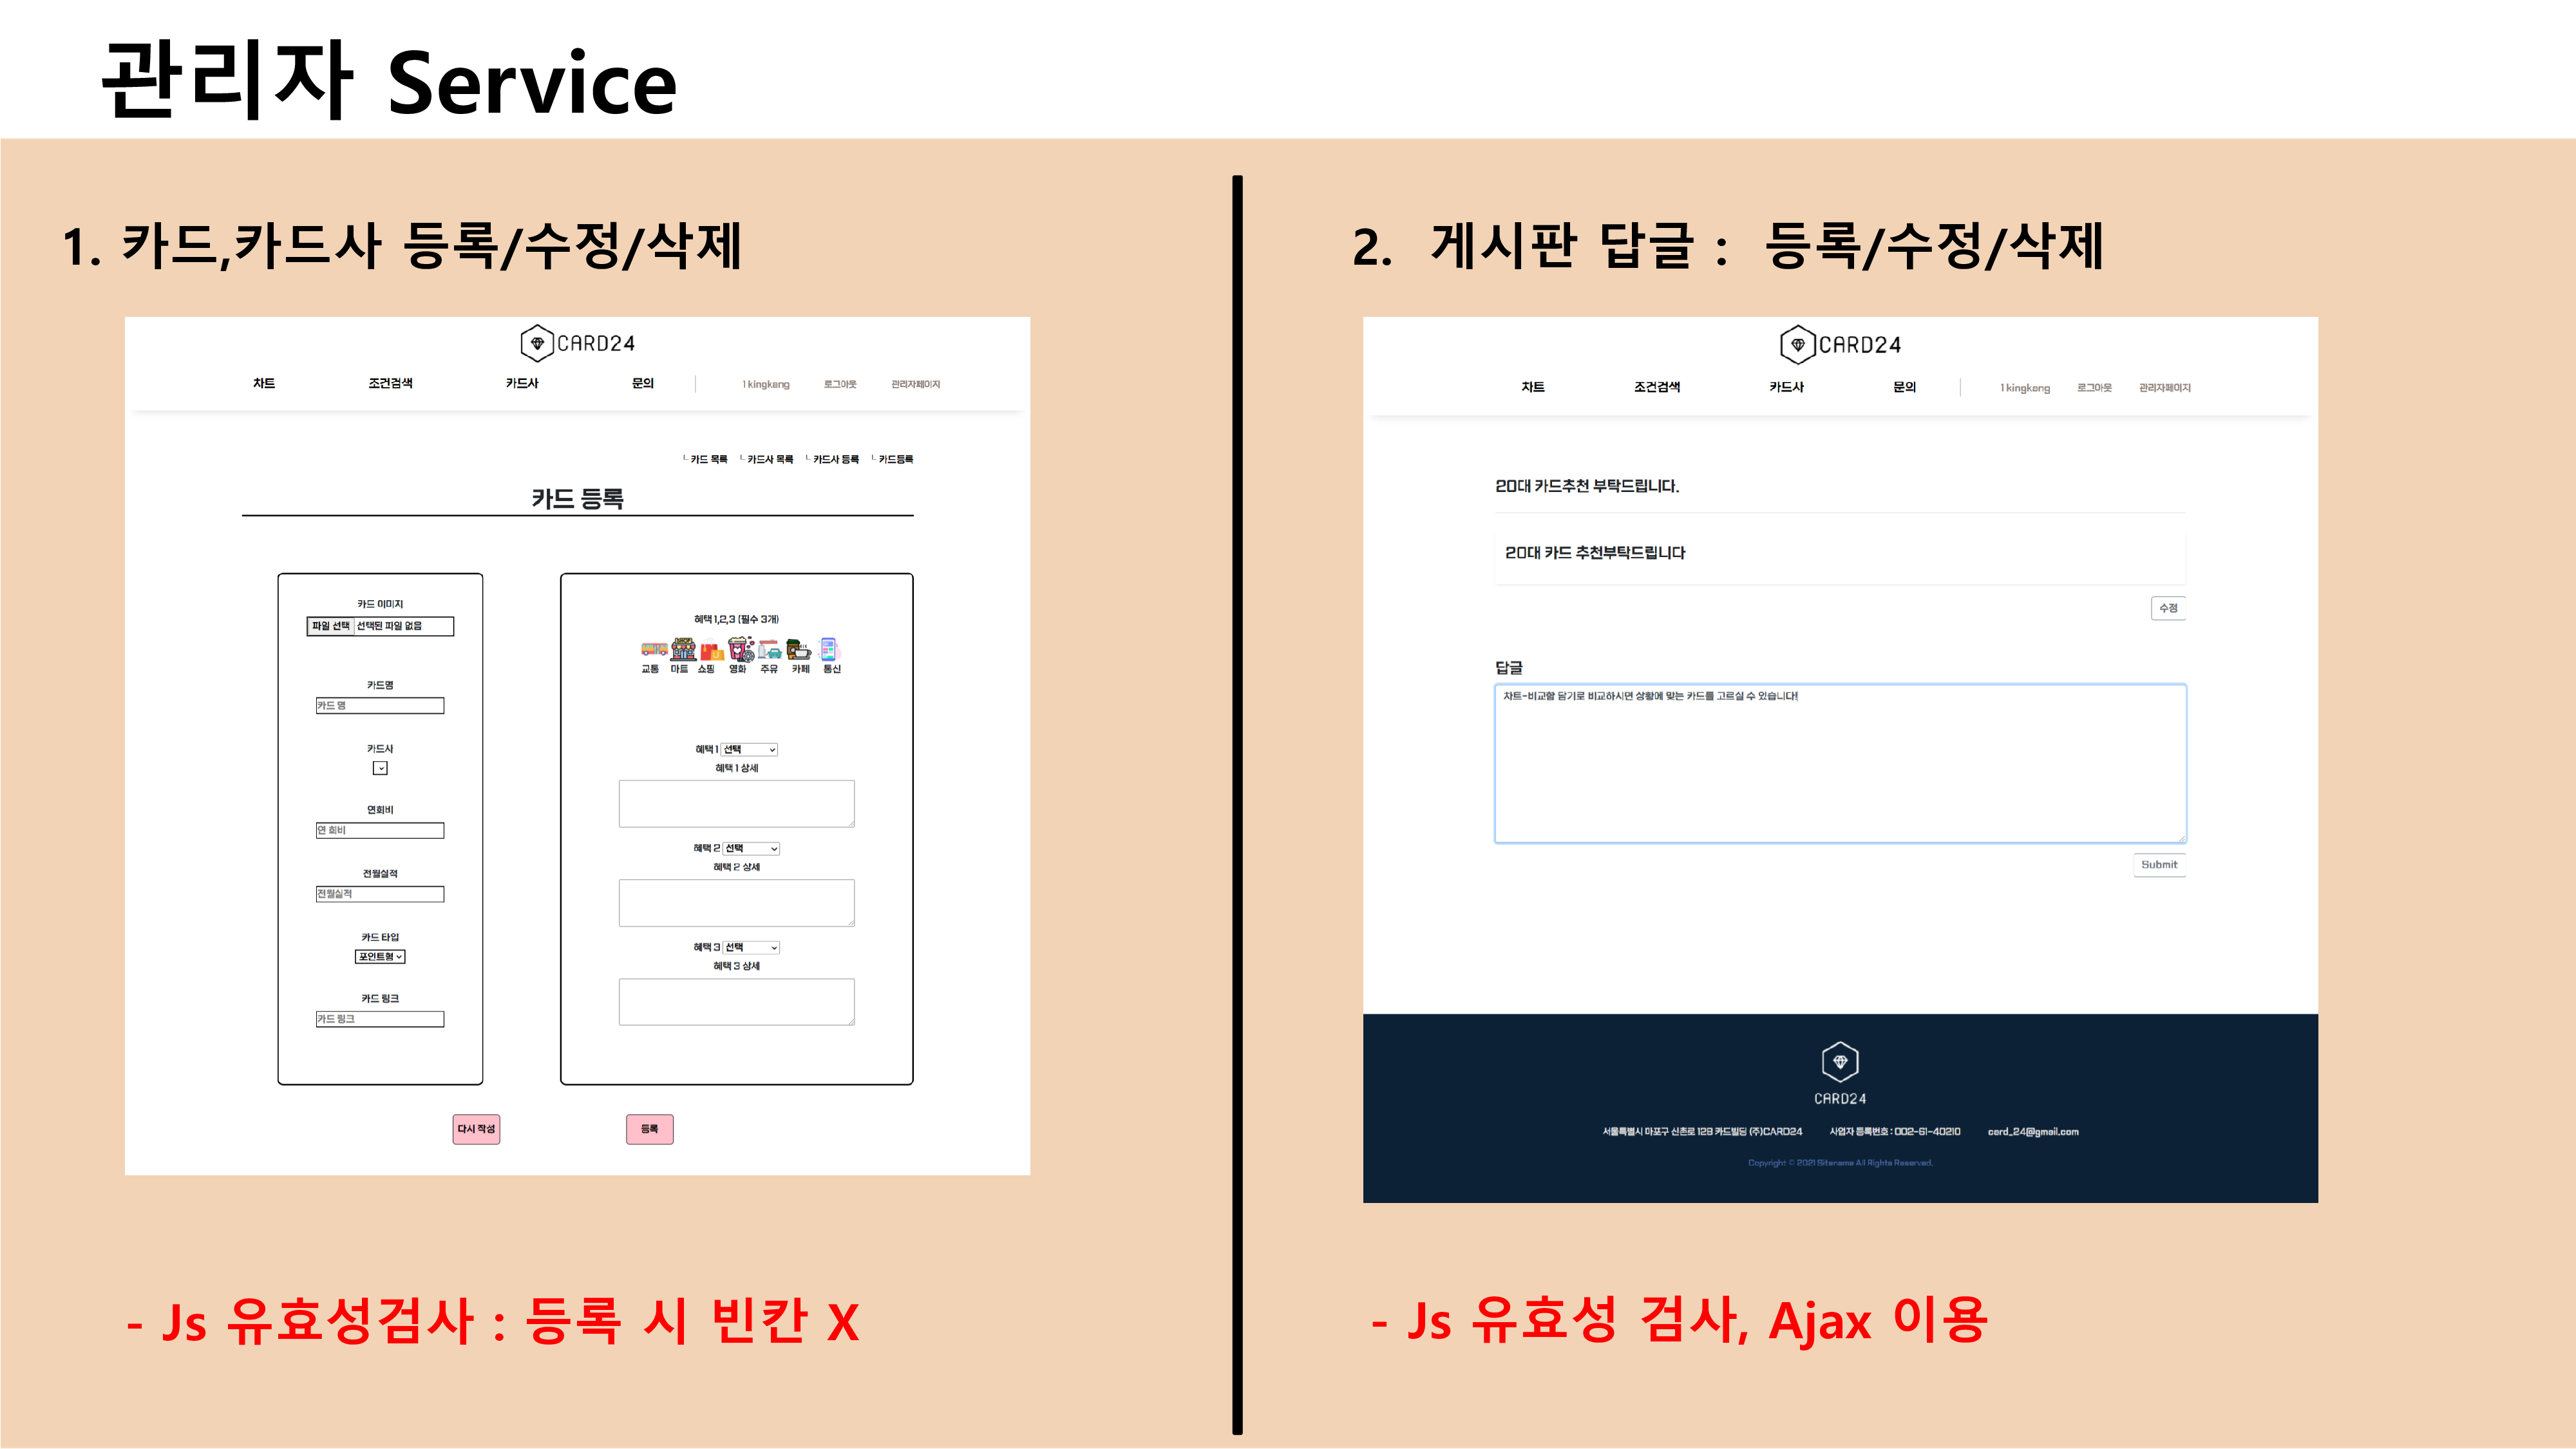 관리자 Service
1. 카드,카드사 등록/수정/삭제
CARD24
차트 조건검색 카드사 문의 1kingkang 로그아웃 관리자페이지
└ 카드 목록 └ 카드사 목록 └ 카드사 등록 └ 카드등록
카드 등록
카드 이미지
파일 선택 선택된 파일 없음
카드명
카드 명
카드사
연회비
연 회비
전월실적
전월실적
카드 타입
포인트형
카드 링크
카드 링크
혜택 1,2,3 (필수 3개)
SHOP
교통 마트 쇼핑 영화 주유 카페 통신
혜택 1 선택
혜택 1 상세
혜택 2 선택
혜택 2 상세
혜택 3 선택
혜택 3 상세
다시 작성 등록
- Js 유효성검사 : 등록 시 빈칸 X
2. 게시판 답글 : 등록/수정/삭제
CARD24
차트 조건검색 카드사 문의 1kingkang 로그아웃 관리자페이지
20대 카드추천 부탁드립니다.
20대 카드 추천부탁드립니다
수정
답글
차트-비교함 담기로 비교하시면 상황에 맞는 카드를 고르실 수 있습니다!
Submit
CARD24
서울특별시 마포구 신촌로 128 카드빌딩 (주)CARD24 사업자 등록번호 : 002-61-40210 card_24@gmail.com
Copyright © 2021 Sitename All Rights Reserved.
- Js 유효성 검사, Ajax 이용